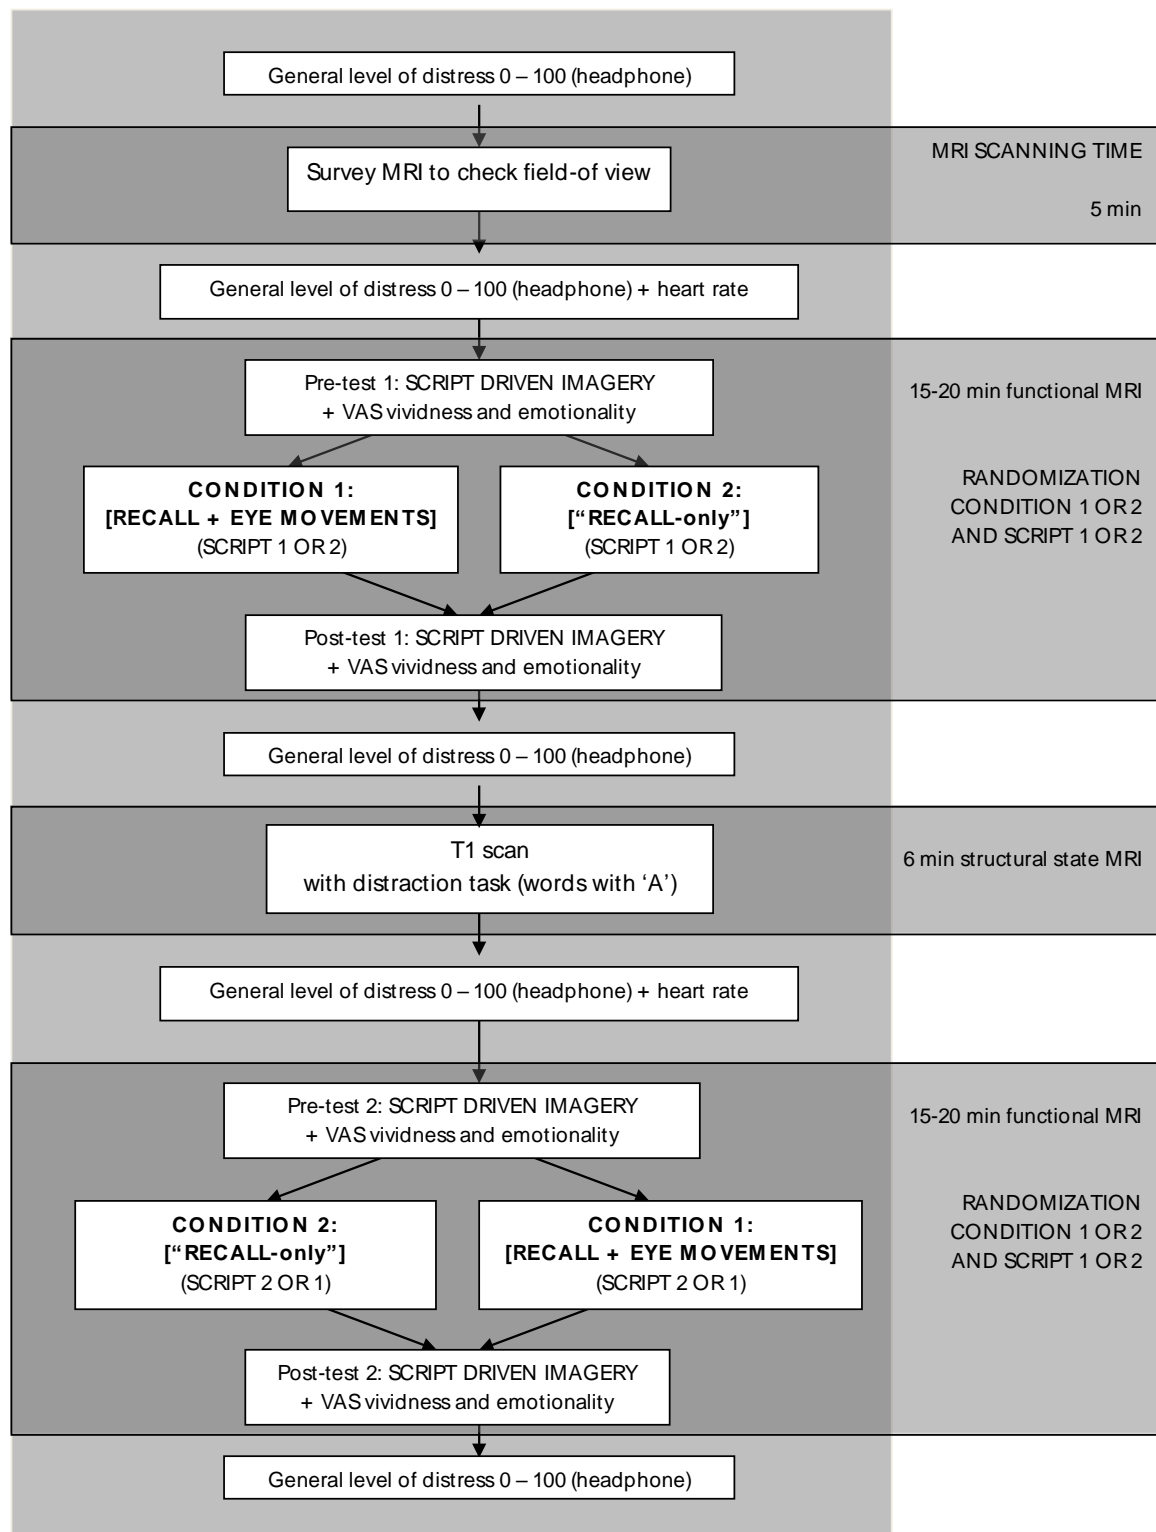 General level of distress 0 – 100 (headphone)
MRI SCANNING TIME
Survey MRI to check field-of view
5 min
General level of distress 0 – 100 (headphone) + heart rate
Pre-test 1: SCRIPT DRIVEN IMAGERY
+ VAS vividness and emotionality
15-20 min functional MRI
CONDITION 1:
[RECALL + EYE MOVEMENTS]
(SCRIPT 1 OR 2)
CONDITION 2:
[“RECALL-only”]
(SCRIPT 1 OR 2)
RANDOMIZATION
CONDITION 1 OR 2
AND SCRIPT 1 OR 2
Post-test 1: SCRIPT DRIVEN IMAGERY
+ VAS vividness and emotionality
General level of distress 0 – 100 (headphone)
T1 scan
with distraction task (words with ‘A’)
6 min structural state MRI
General level of distress 0 – 100 (headphone) + heart rate
Pre-test 2: SCRIPT DRIVEN IMAGERY
+ VAS vividness and emotionality
15-20 min functional MRI
CONDITION 2:
[“RECALL-only”]
(SCRIPT 2 OR 1)
CONDITION 1:
[RECALL + EYE MOVEMENTS]
(SCRIPT 2 OR 1)
RANDOMIZATION
CONDITION 1 OR 2
AND SCRIPT 1 OR 2
Post-test 2: SCRIPT DRIVEN IMAGERY
+ VAS vividness and emotionality
General level of distress 0 – 100 (headphone)